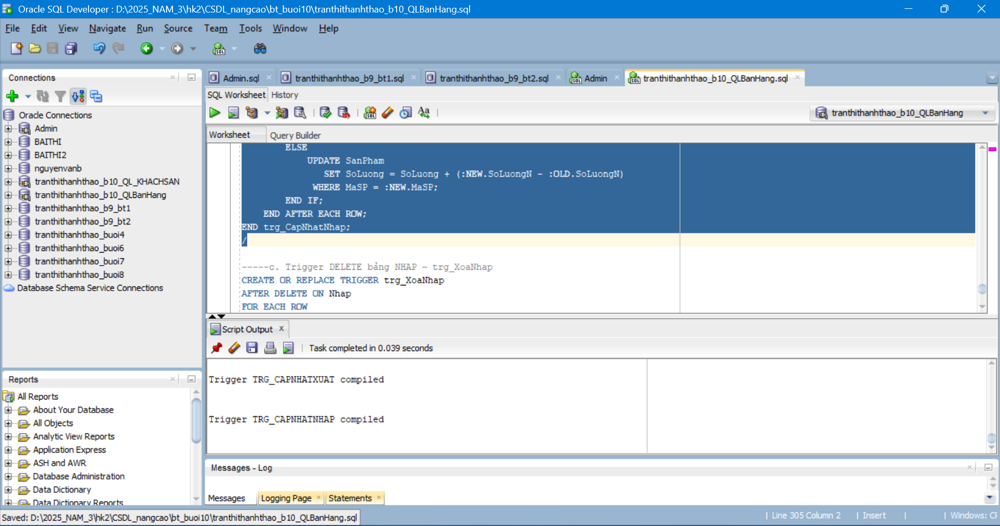 Oracle SQL Developer : D:\2025_NAM_3\hk2\CSDL_nangcao\bt_buoi10\tranthithanhthao_b10_QLBanHang.sql
File Edit View Navigate Run Source Team Tools Window Help
Connections
Oracle Connections
Admin
BAITHI
BAITHI2
nguyenvanb
tranthithanhthao_b10_QL_KHACHSAN
tranthithanhthao_b10_QLBanHang
tranthithanhthao_b9_bt1
tranthithanhthao_b9_bt2
tranthithanhthao_buoi4
tranthithanhthao_buoi6
tranthithanhthao_buoi7
tranthithanhthao_buoi8
Database Schema Service Connections
Reports
All Reports
About Your Database
All Objects
Analytic View Reports
Application Express
ASH and AWR
Database Administration
Data Dictionary
Data Dictionary Reports
Admin.sql tranthithanhthao_b9_bt1.sql tranthithanhthao_b9_bt2.sql Admin tranthithanhthao_b10_QLBanHang.sql
SQL Worksheet History
tranthithanhthao_b10_QLBanHang
Worksheet Query Builder
ELSE
UPDATE SanPham
SET SoLuong = SoLuong + (:NEW.SoLuongN - :OLD.SoLuongN)
WHERE MaSP = :NEW.MaSP;
END IF;
END AFTER EACH ROW;
END trg_CapNhatNhap;
/
-----c. Trigger DELETE bảng NHAP – trg_XoaNhap
CREATE OR REPLACE TRIGGER trg_XoaNhap
AFTER DELETE ON Nhap
FOR EACH ROW
Script Output
Task completed in 0.039 seconds
Trigger TRG_CAPNHATXUAT compiled
Trigger TRG_CAPNHATNHAP compiled
Messages - Log
Messages Logging Page Statements
Saved: D:\2025_NAM_3\hk2\CSDL_nangcao\bt_buoi10\tranthithanhthao_b10_QLBanHang.sql
Line 305 Column 2 Insert Windows: CF